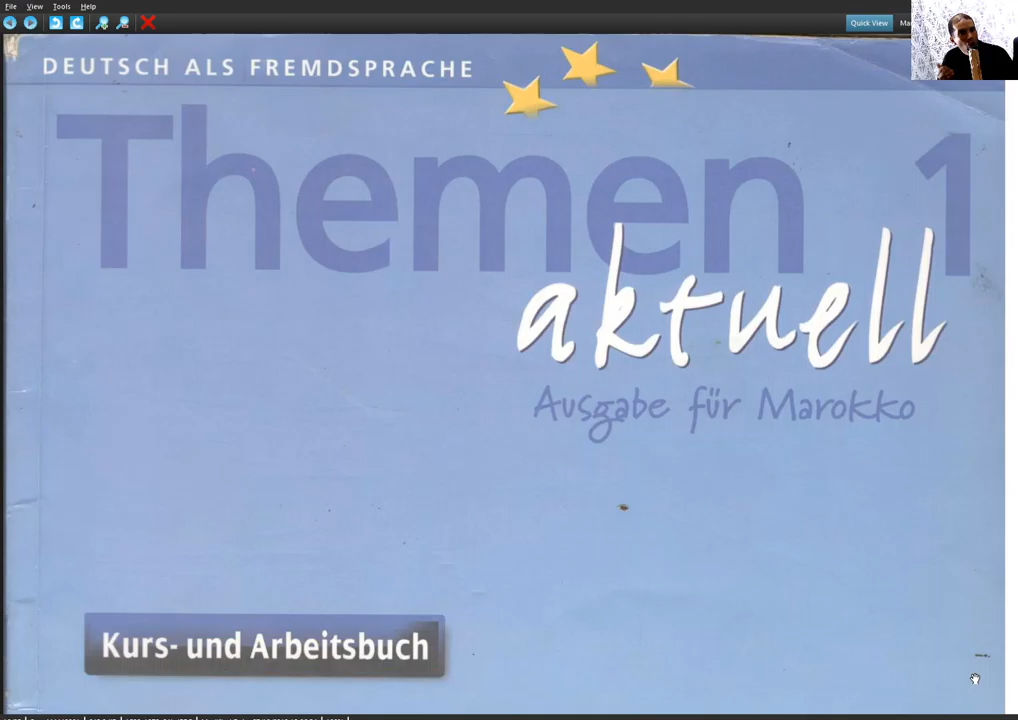 File View Tools Help
Quick View
DEUTSCH ALS FREMDSPRACHE
Themen 1
aktuell
Ausgabe für Marokko
Kurs- und Arbeitsbuch